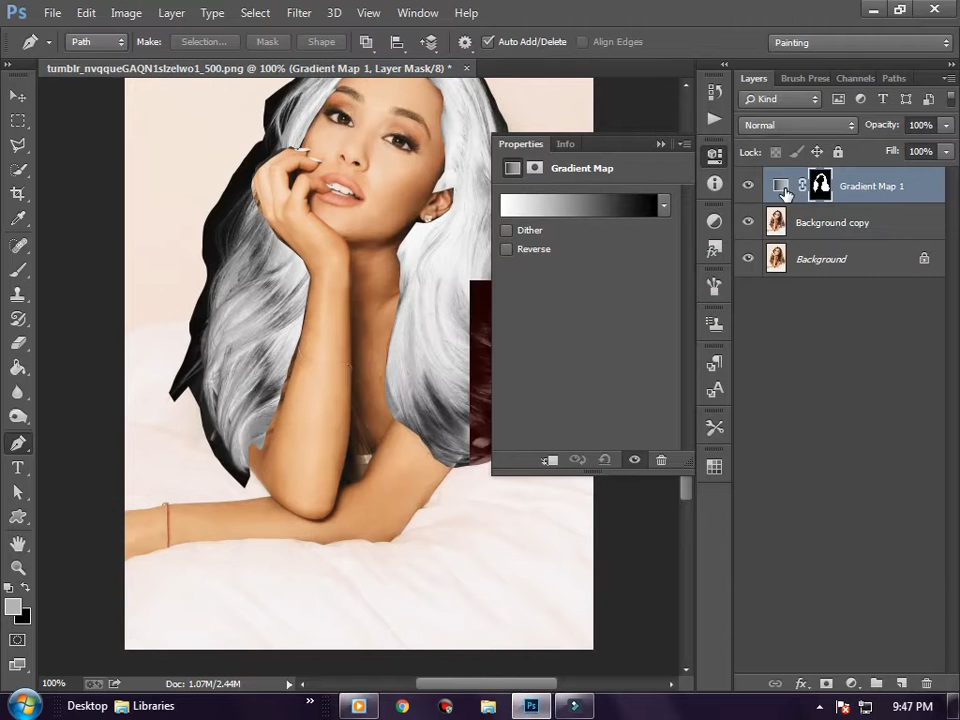 Ps File Edit Image Layer Type Select Filter 3D View Window Help
Path Make: Selection... Mask Shape Auto Add/Delete Align Edges Painting
tumblr_nvqqueGAQN1slzelwo1_500.png @ 100% (Gradient Map 1, Layer Mask/8) *
Layers Brush Prese Channels Paths
Kind
Normal Opacity: 100%
Lock: Fill: 100%
Properties Info
Gradient Map
Dither
Reverse
Gradient Map 1
Background copy
Background
100% Doc: 1.07M/2.44M
Desktop Libraries 9:47 PM